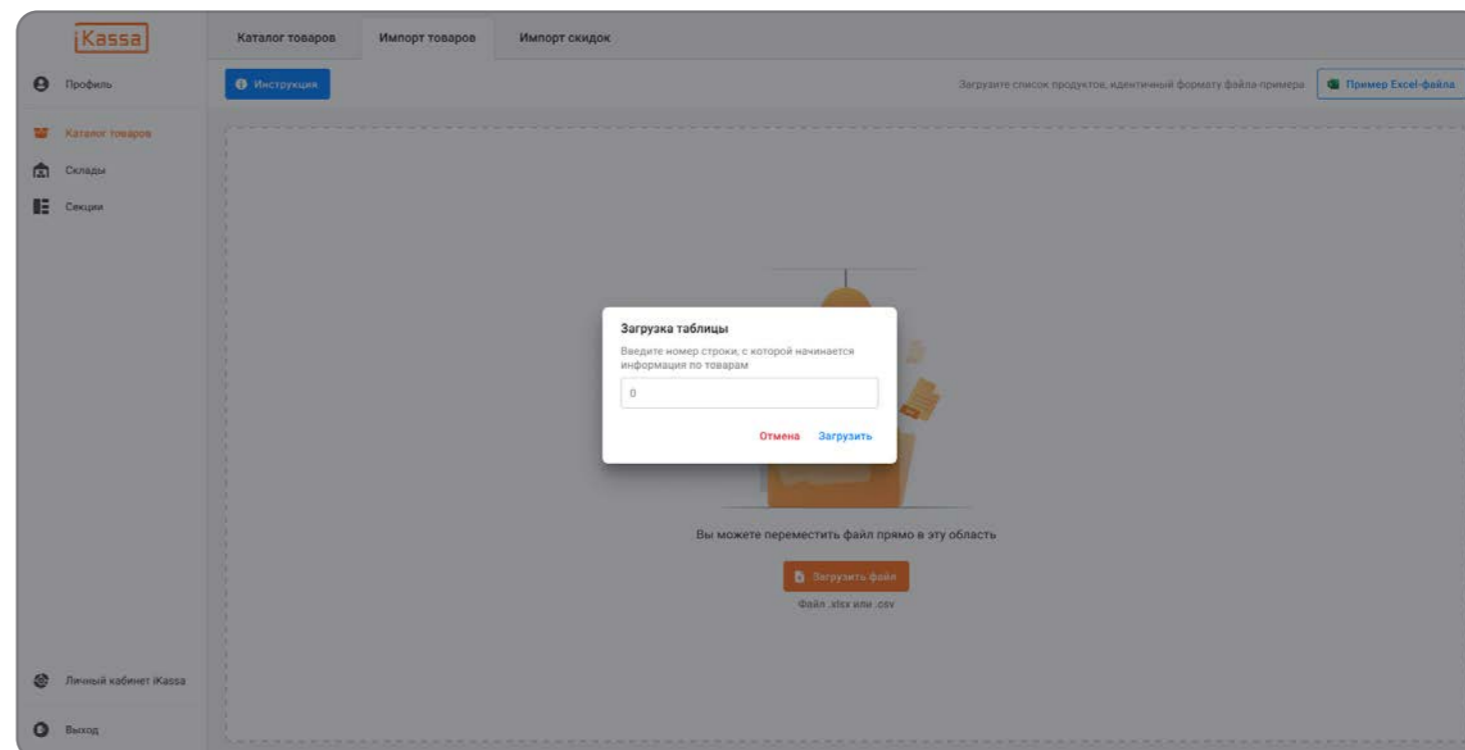 iKassa
Каталог товаров
Импорт товаров
Импорт скидок
Профиль
Инструкция
Загрузите список продуктов, идентичный формату файла-примера
Пример Excel-файла
Каталог товаров
Склады
Секции
Загрузка таблицы
Введите номер строки, с которой начинается
информация по товарам
0
Отмена
Загрузить
Вы можете переместить файл прямо в эту область
Загрузить файл
Файл .xlsx или .csv
Личный кабинет iKassa
Выход